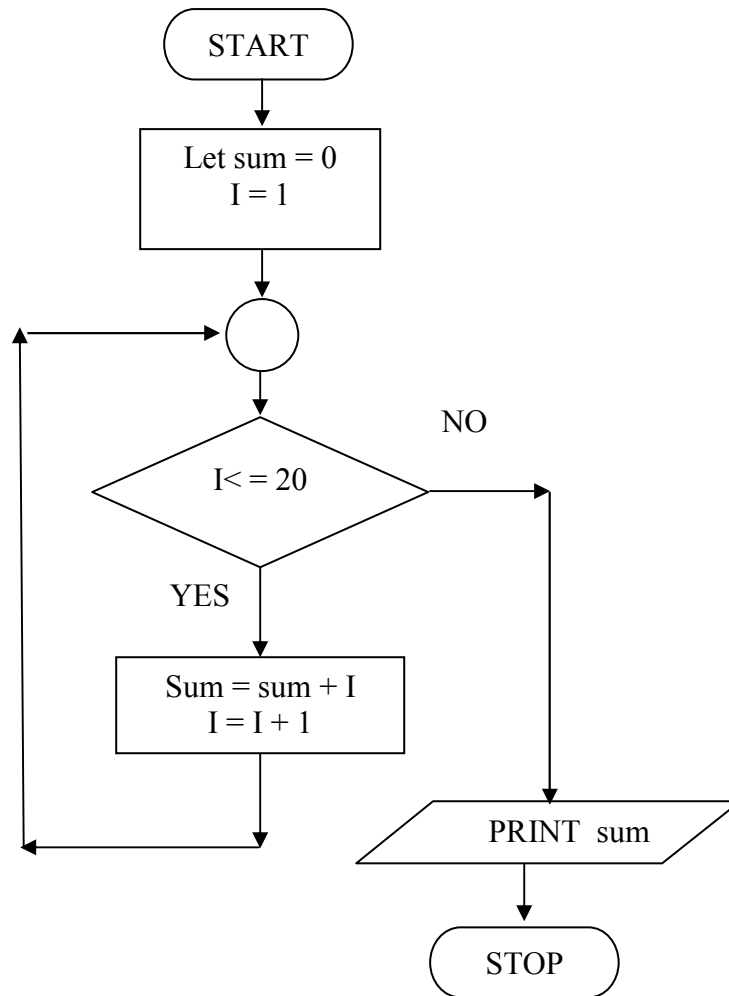 START
Let sum = 0
I = 1
NO
I< = 20
YES
Sum = sum + I
I = I + 1
PRINT sum
STOP